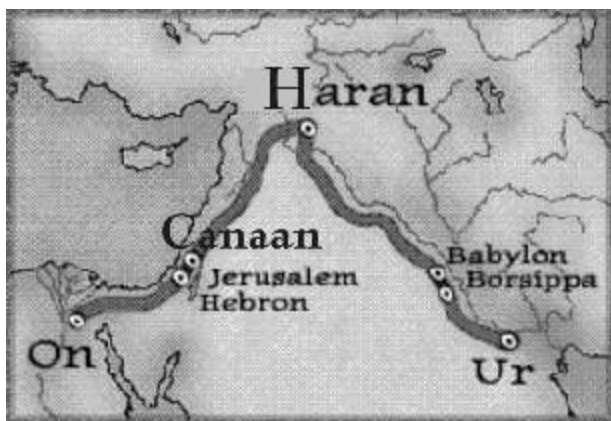 Haran
Canaan
Babylon
Jerusalem
Borsippa
Hebron
On
Ur